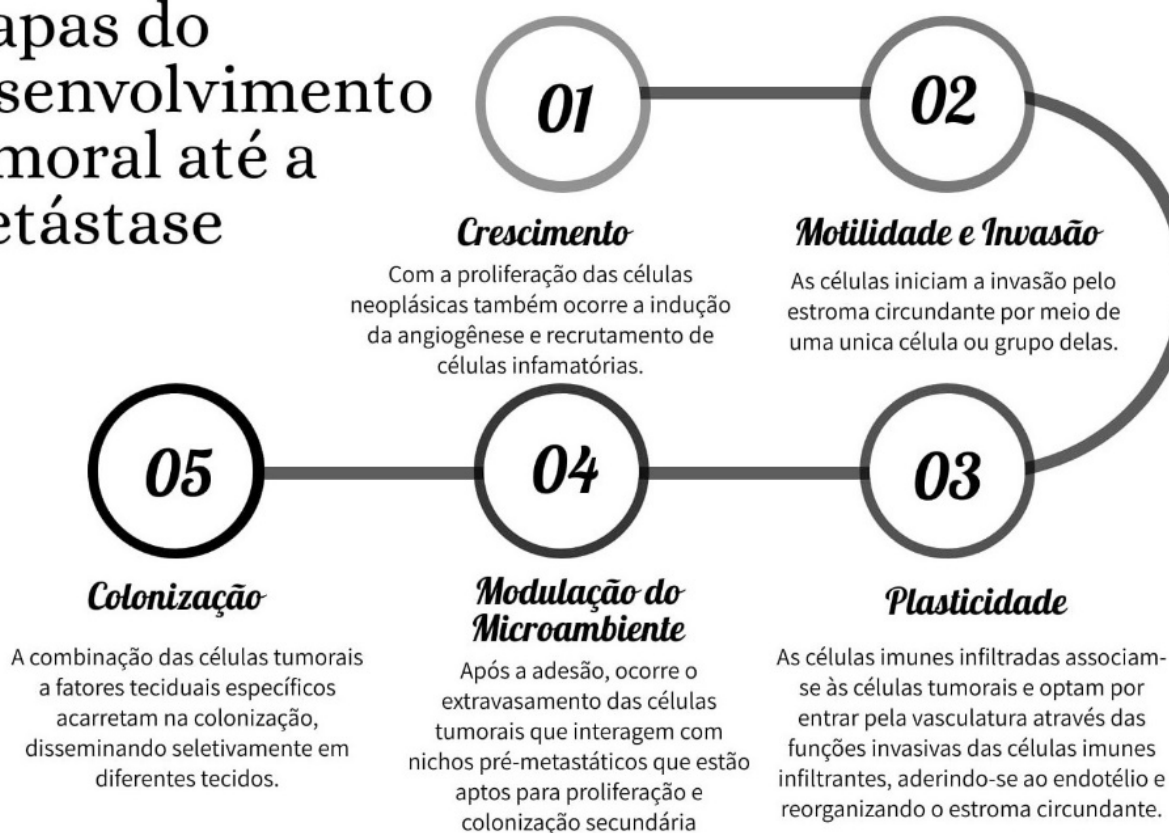 apas do
senvolvimento
moral até a
etástase
01
Crescimento
Com a proliferação das células
neoplásicas também ocorre a indução
da angiogênese e recrutamento de
células infamatórias.
02
Motilidade e Invasão
As células iniciam a invasão pelo
estroma circundante por meio de
uma unica célula ou grupo delas.
03
Plasticidade
As células imunes infiltradas associam-
se às células tumorais e optam por
entrar pela vasculatura através das
funções invasivas das células imunes
infiltrantes, aderindo-se ao endotélio e
reorganizando o estroma circundante.
04
Modulação do
Microambiente
Após a adesão, ocorre o
extravasamento das células
tumorais que interagem com
nichos pré-metastáticos que estão
aptos para proliferação e
colonização secundária
05
Colonização
A combinação das células tumorais
a fatores teciduais específicos
acarretam na colonização,
disseminando seletivamente em
diferentes tecidos.